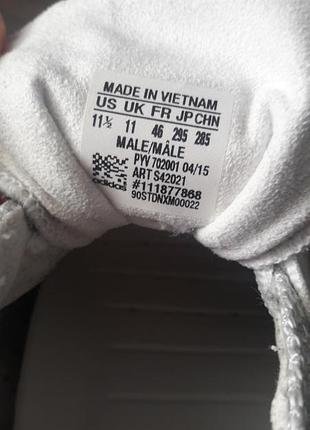 MADE IN VIETNAM
US UK FR JP CHN
11½ 11 46 295 285
MALE/MÂLE
PYV 702001 04/15
ART S42021
#111877868
adidas
90STDNXM00022